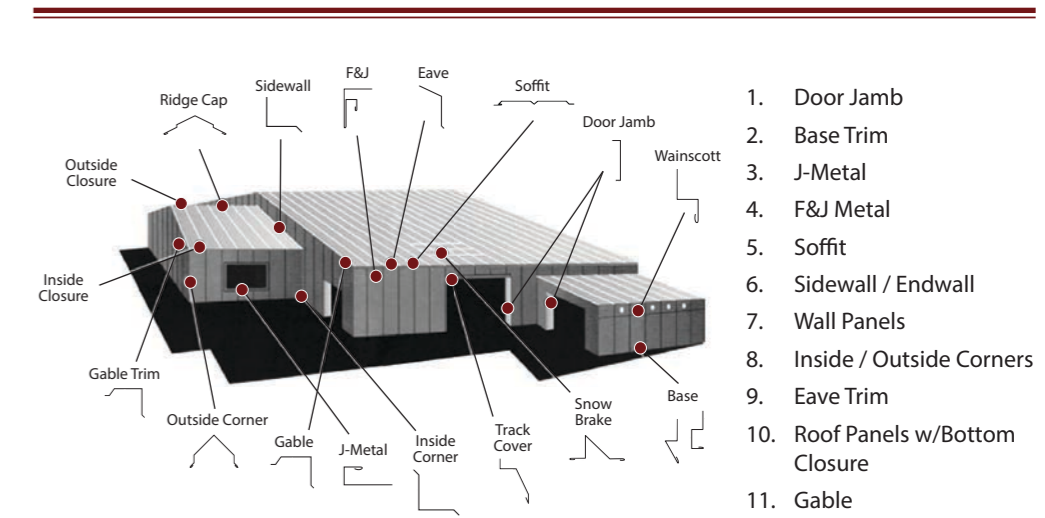 F&J
Eave
Soffit
Sidewall
Ridge Cap
Door Jamb
Wainscott
Outside
Closure
Inside
Closure
Gable Trim
Outside Corner
Gable
J-Metal
Inside
Corner
Track
Cover
Snow
Brake
Base
1. Door Jamb
2. Base Trim
3. J-Metal
4. F&J Metal
5. Soffit
6. Sidewall / Endwall
7. Wall Panels
8. Inside / Outside Corners
9. Eave Trim
10. Roof Panels w/Bottom
Closure
11. Gable